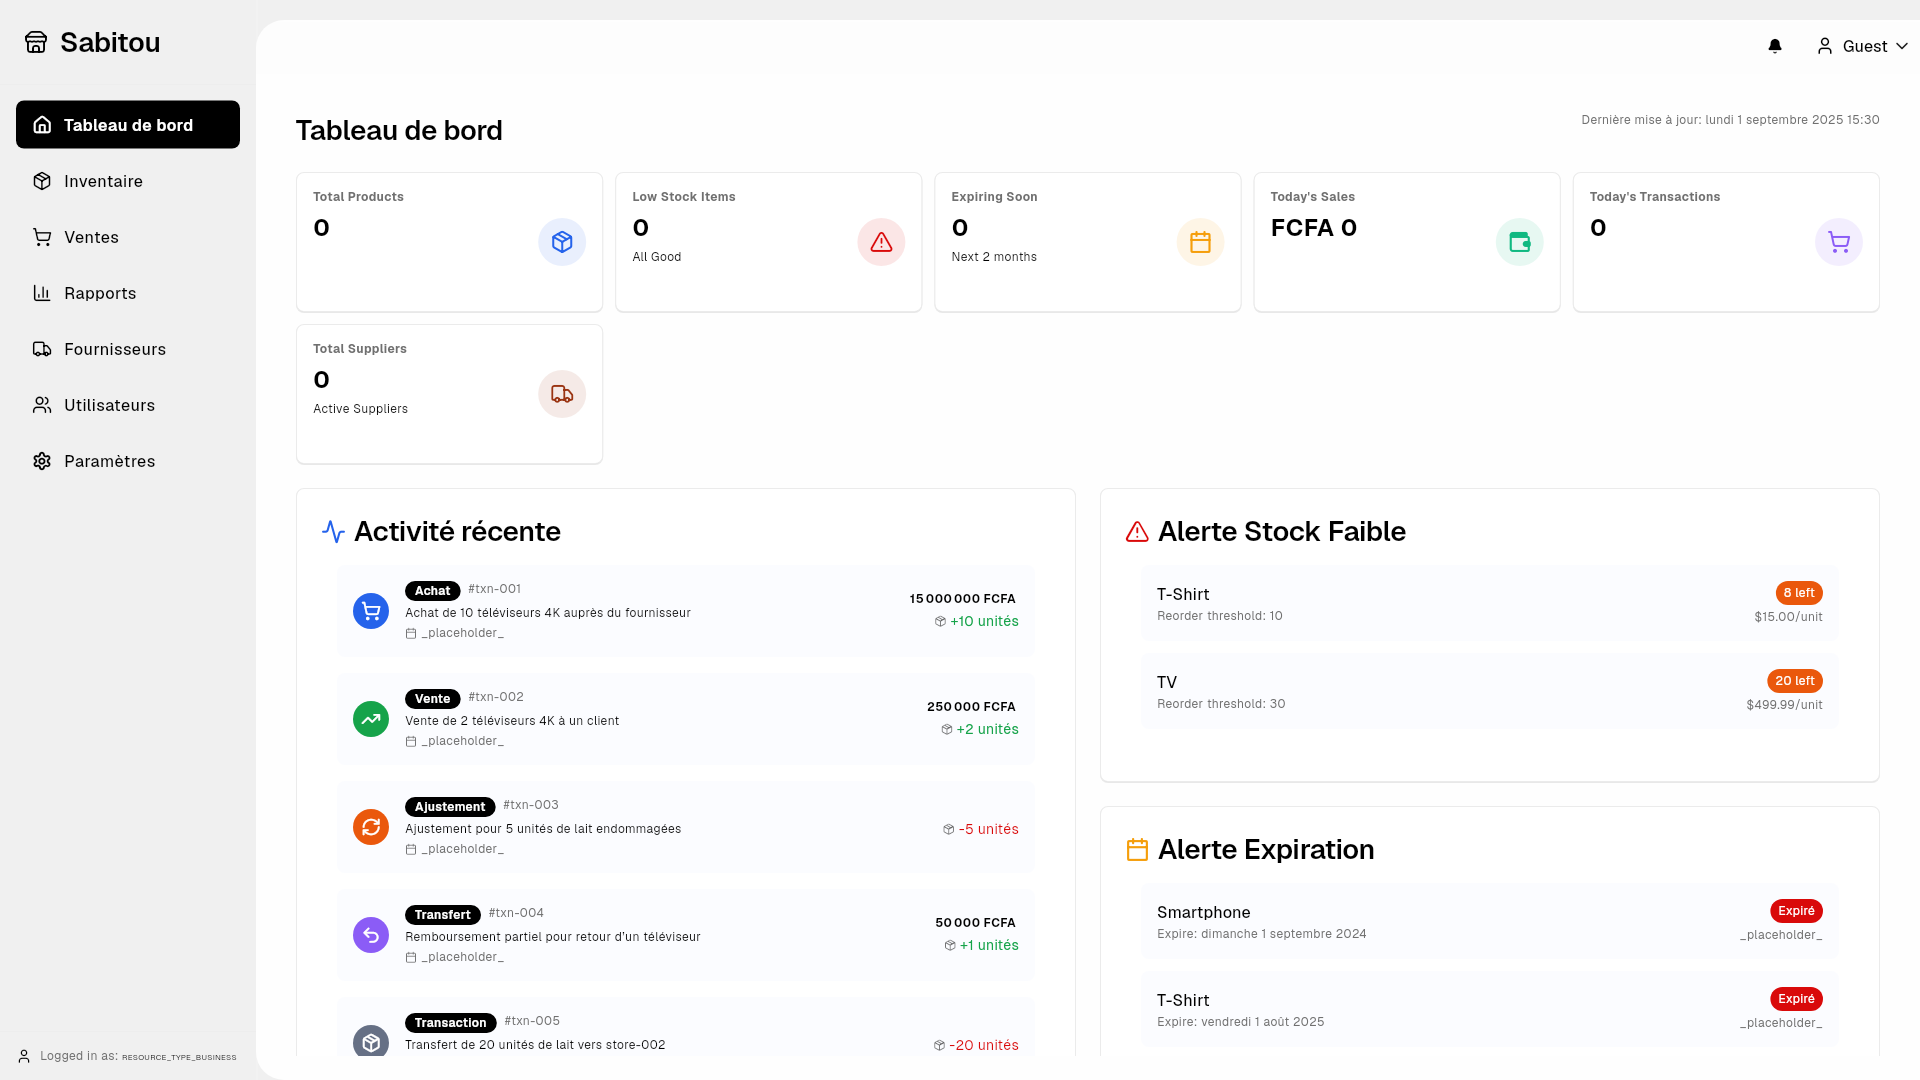 Sabitou
Guest
Tableau de bord
Inventaire
Ventes
Rapports
Fournisseurs
Utilisateurs
Paramètres
Logged in as: RESOURCE_TYPE_BUSINESS
Tableau de bord
Dernière mise à jour: lundi 1 septembre 2025 15:30
Total Products
0
Low Stock Items
0
All Good
Expiring Soon
0
Next 2 months
Today's Sales
FCFA 0
Today's Transactions
0
Total Suppliers
0
Active Suppliers
Activité récente
Achat #txn-001
Achat de 10 téléviseurs 4K auprès du fournisseur
_placeholder_
15 000 000 FCFA
+10 unités
Vente #txn-002
Vente de 2 téléviseurs 4K à un client
_placeholder_
250 000 FCFA
+2 unités
Ajustement #txn-003
Ajustement pour 5 unités de lait endommagées
_placeholder_
-5 unités
Transfert #txn-004
Remboursement partiel pour retour d'un téléviseur
_placeholder_
50 000 FCFA
+1 unités
Transaction #txn-005
Transfert de 20 unités de lait vers store-002
-20 unités
Alerte Stock Faible
T-Shirt
Reorder threshold: 10
8 left
$15.00/unit
TV
Reorder threshold: 30
20 left
$499.99/unit
Alerte Expiration
Smartphone
Expire: dimanche 1 septembre 2024
Expiré
_placeholder_
T-Shirt
Expire: vendredi 1 août 2025
Expiré
_placeholder_